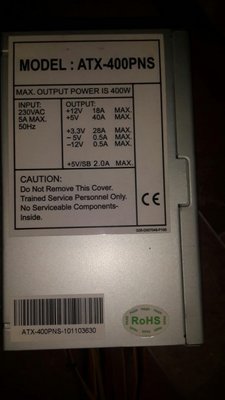 MODEL : ATX-400PNS
MAX. OUTPUT POWER IS 400W
INPUT:
230VAC
5A MAX.
50Hz
OUTPUT:
+12V 18A MAX.
+5V 40A MAX.
+3.3V 28A MAX.
- 5V 0.5A MAX.
-12V 0.5A MAX.
+5V/SB 2.0A MAX.
CAUTION:
Do Not Remove This Cover.
Trained Service Personnel Only.
No Serviceable Components-
Inside.
CE
ATX-400PNS-101103630
RoHS